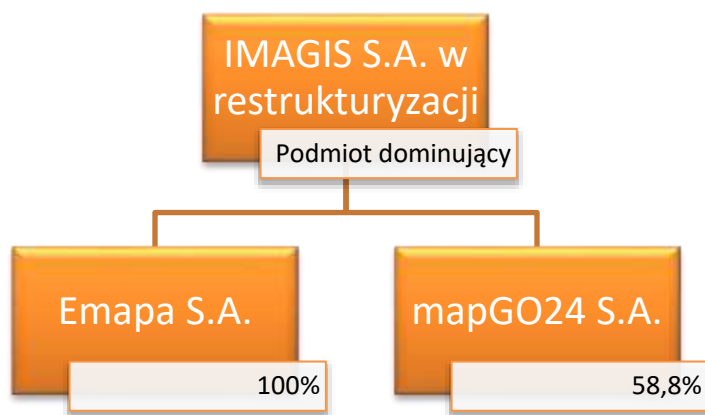 IMAGIS S.A. w
restrukturyzacji
Podmiot dominujący
Emapa S.A.
100%
mapGO24 S.A.
58,8%